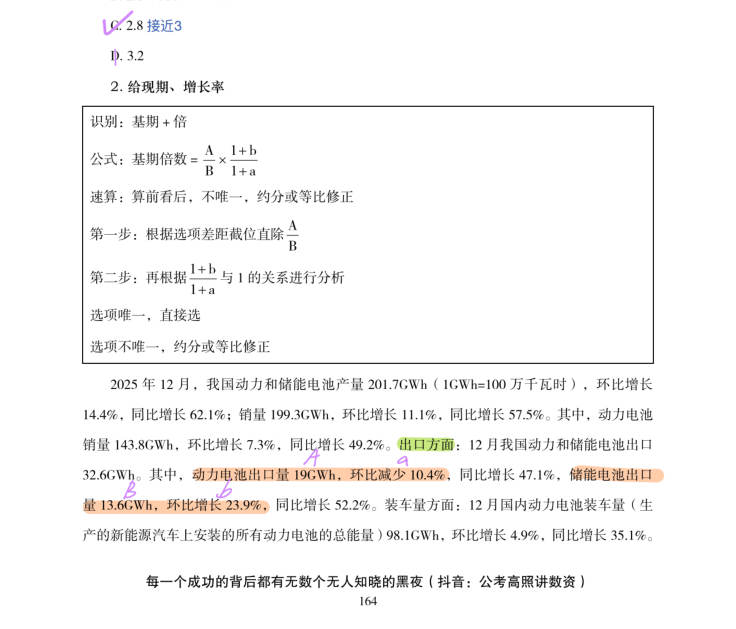 C. 2.8 接近3
D. 3.2
2. 给现期、增长率
识别：基期 + 倍
公式：基期倍数 = A/B × (1+b)/(1+a)
速算：算前看后，不唯一，约分或等比修正
第一步：根据选项差距截位直除 A/B
第二步：再根据 (1+b)/(1+a) 与 1 的关系进行分析
选项唯一，直接选
选项不唯一，约分或等比修正
2025 年 12 月，我国动力和储能电池产量 201.7GWh（1GWh=100 万千瓦时），环比增长
14.4%，同比增长 62.1%；销量 199.3GWh，环比增长 11.1%，同比增长 57.5%。其中，动力电池
销量 143.8GWh，环比增长 7.3%，同比增长 49.2%。出口方面：12 月我国动力和储能电池出口
A a
32.6GWh。其中，动力电池出口量 19GWh，环比减少 10.4%，同比增长 47.1%，储能电池出口
B b
量 13.6GWh，环比增长 23.9%，同比增长 52.2%。装车量方面：12 月国内动力电池装车量（生
产的新能源汽车上安装的所有动力电池的总能量）98.1GWh，环比增长 4.9%，同比增长 35.1%。
每一个成功的背后都有无数个无人知晓的黑夜（抖音：公考高照讲数资）
164